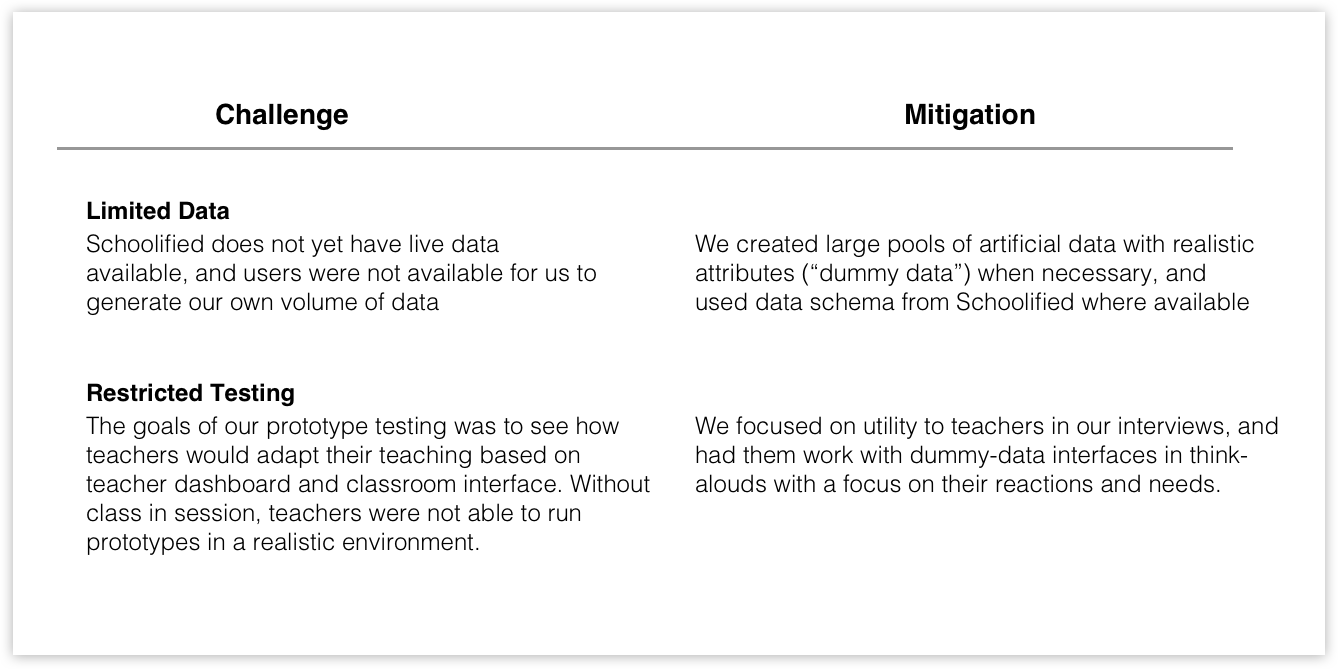 Challenge
Mitigation
Limited Data
Schoolified does not yet have live data
available, and users were not available for us to
generate our own volume of data
We created large pools of artificial data with realistic
attributes (“dummy data”) when necessary, and
used data schema from Schoolified where available
Restricted Testing
The goals of our prototype testing was to see how
teachers would adapt their teaching based on
teacher dashboard and classroom interface. Without
class in session, teachers were not able to run
prototypes in a realistic environment.
We focused on utility to teachers in our interviews, and
had them work with dummy-data interfaces in think-
alouds with a focus on their reactions and needs.